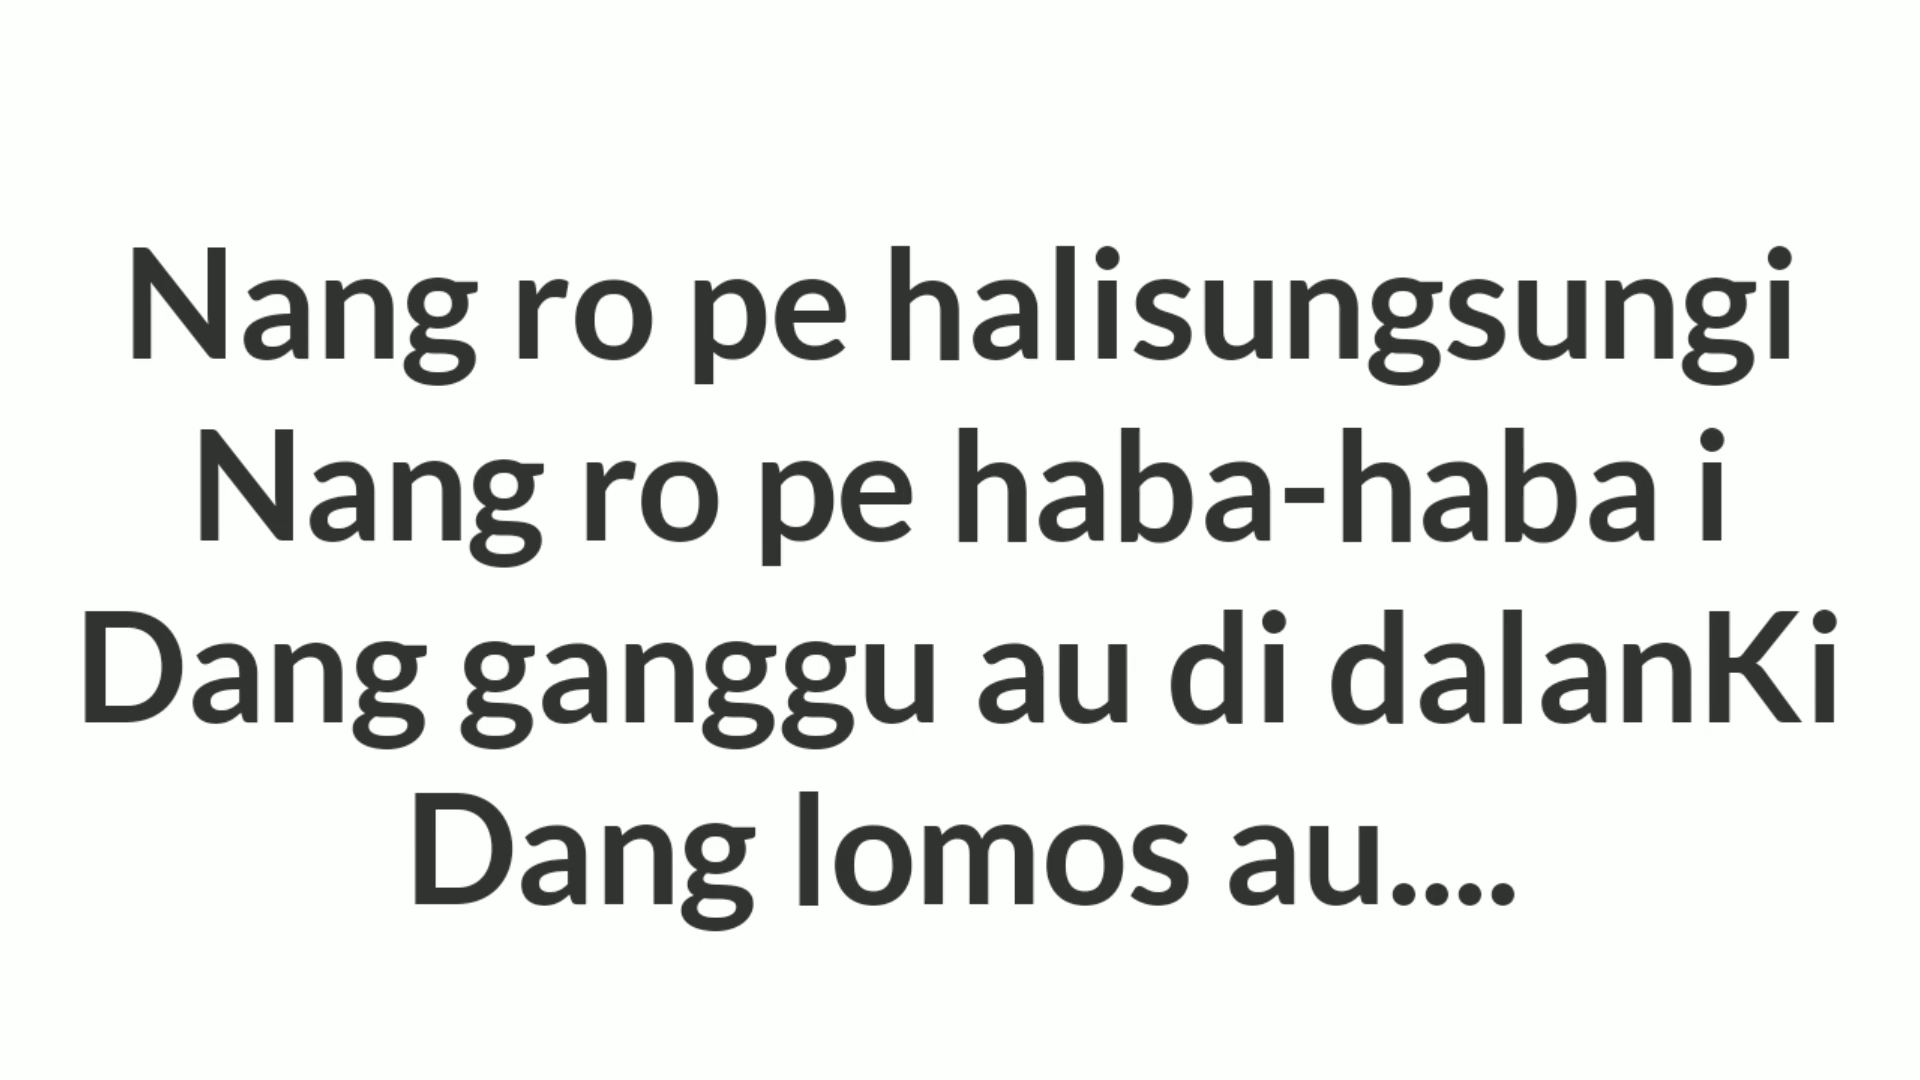 Nang ro pe halisungsungi
Nang ro pe haba-haba i
Dang ganggu au di dalanKi
Dang lomos au....